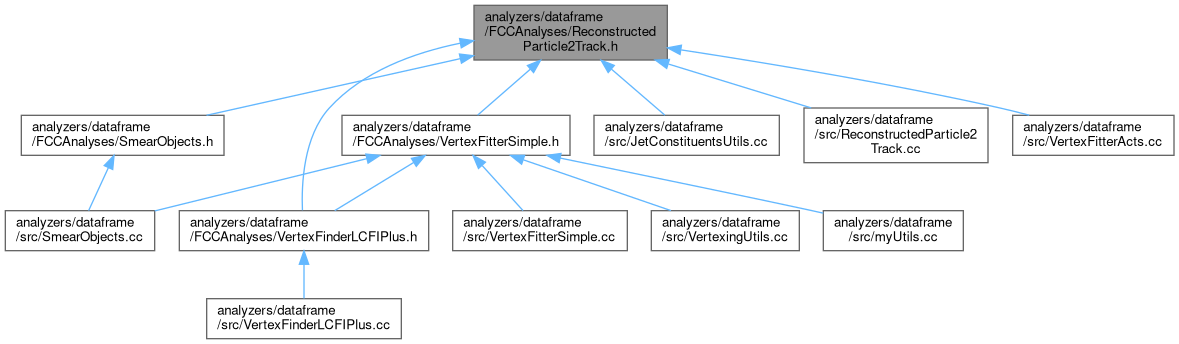 analyzers/dataframe
/FCCAnalyses/Reconstructed
Particle2Track.h
analyzers/dataframe
/FCCAnalyses/SmearObjects.h
analyzers/dataframe
/FCCAnalyses/VertexFitterSimple.h
analyzers/dataframe
/src/JetConstituentsUtils.cc
analyzers/dataframe
/src/ReconstructedParticle2
Track.cc
analyzers/dataframe
/src/VertexFitterActs.cc
analyzers/dataframe
/src/SmearObjects.cc
analyzers/dataframe
/FCCAnalyses/VertexFinderLCFIPlus.h
analyzers/dataframe
/src/VertexFitterSimple.cc
analyzers/dataframe
/src/VertexingUtils.cc
analyzers/dataframe
/src/myUtils.cc
analyzers/dataframe
/src/VertexFinderLCFIPlus.cc